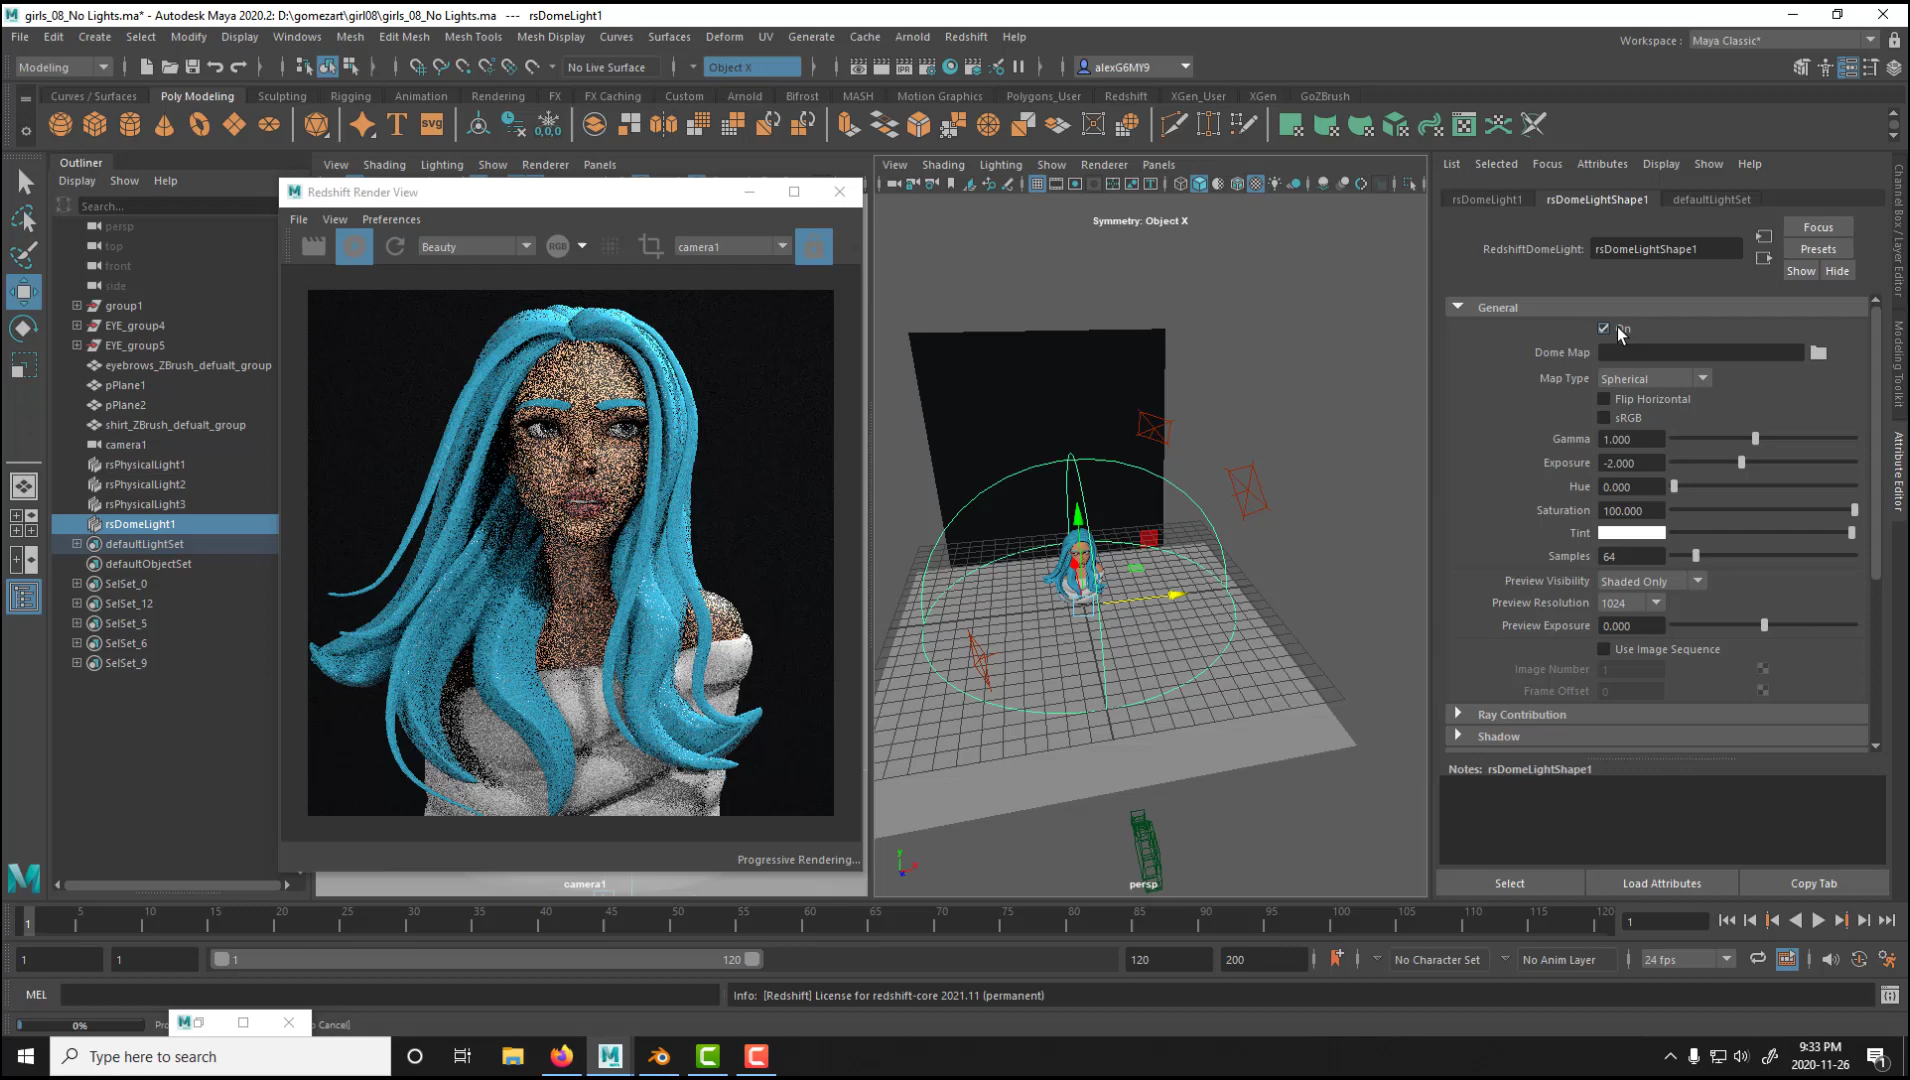 girls_08_No Lights.ma* - Autodesk Maya 2020.2: D:\gomezart\girl08\girls_08_No Lights.ma --- rsDomeLight1
File Edit Create Select Modify Display Windows Mesh Edit Mesh Mesh Tools Mesh Display Curves Surfaces Deform UV Generate Cache Arnold Redshift Help
Workspace : Maya Classic*
Modeling No Live Surface Object X alexG6MY9
Curves / Surfaces Poly Modeling Sculpting Rigging Animation Rendering FX FX Caching Custom Arnold Bifrost MASH Motion Graphics Polygons_User Redshift XGen_User XGen GoZBrush
Outliner
Display Show Help
Search...
persp
top
front
side
group1
EYE_group4
EYE_group5
eyebrows_ZBrush_defualt_group
pPlane1
pPlane2
shirt_ZBrush_defualt_group
camera1
rsPhysicalLight1
rsPhysicalLight2
rsPhysicalLight3
rsDomeLight1
defaultLightSet
defaultObjectSet
SelSet_0
SelSet_12
SelSet_5
SelSet_6
SelSet_9
View Shading Lighting Show Renderer Panels
Redshift Render View
File View Preferences
Beauty RGB camera1
Progressive Rendering...
camera1
View Shading Lighting Show Renderer Panels
Symmetry: Object X
persp
List Selected Focus Attributes Display Show Help
rsDomeLight1 rsDomeLightShape1 defaultLightSet
RedshiftDomeLight: rsDomeLightShape1
Focus
Presets
Show Hide
General
Dome Map
Map Type Spherical
Flip Horizontal
sRGB
Gamma 1.000
Exposure -2.000
Hue 0.000
Saturation 100.000
Tint
Samples 64
Preview Visibility Shaded Only
Preview Resolution 1024
Preview Exposure 0.000
Use Image Sequence
Image Number 1
Frame Offset 0
Ray Contribution
Shadow
Notes: rsDomeLightShape1
Select Load Attributes Copy Tab
Channel Box / Layer Editor
Modeling Toolkit
Attribute Editor
1 5 10 15 20 25 30 35 40 45 50 55 60 65 70 75 80 85 90 95 100 105 110 115 120 1
1 1 1 120 120 200 No Character Set No Anim Layer 24 fps
MEL Info: [Redshift] License for redshift-core 2021.11 (permanent)
0%
Type here to search
9:33 PM
2020-11-26